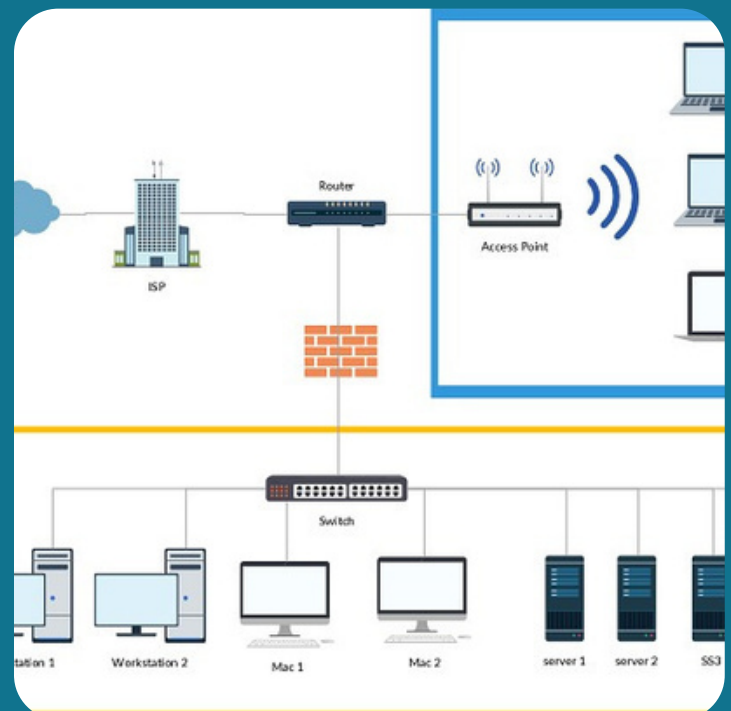 Router
Access Point
ISP
Switch
tation 1
Workstation 2
Mac 1
Mac 2
server 1
server 2
SS3